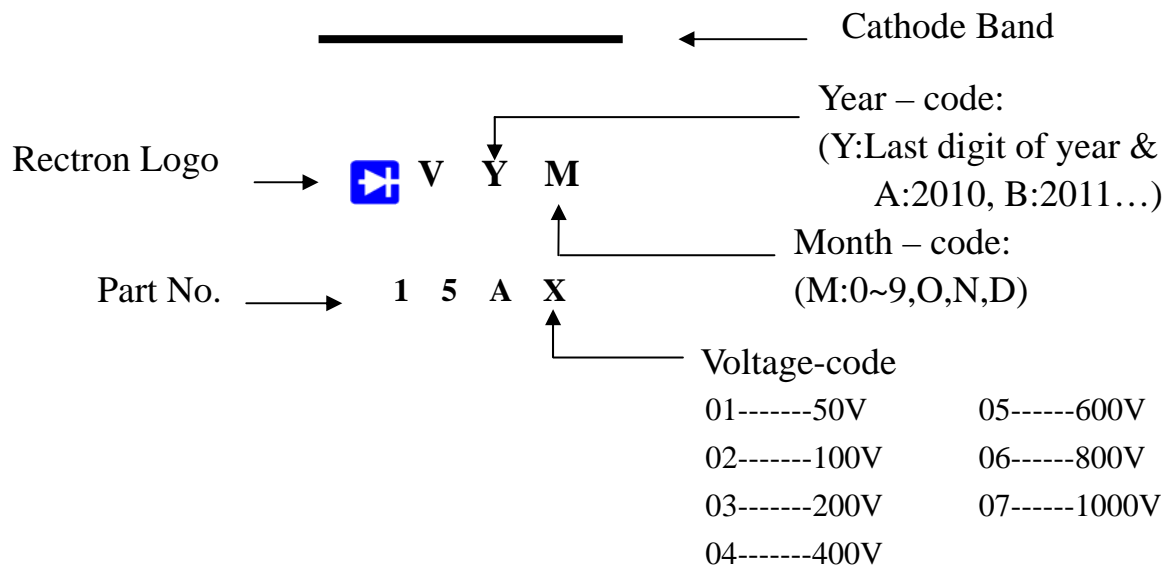 Cathode Band
Year – code:
(Y:Last digit of year &
A:2010, B:2011…)
Rectron Logo
V Y M
Month – code:
(M:0~9,O,N,D)
Part No.
1 5 A X
Voltage-code
01-------50V 05------600V
02-------100V 06------800V
03-------200V 07------1000V
04-------400V